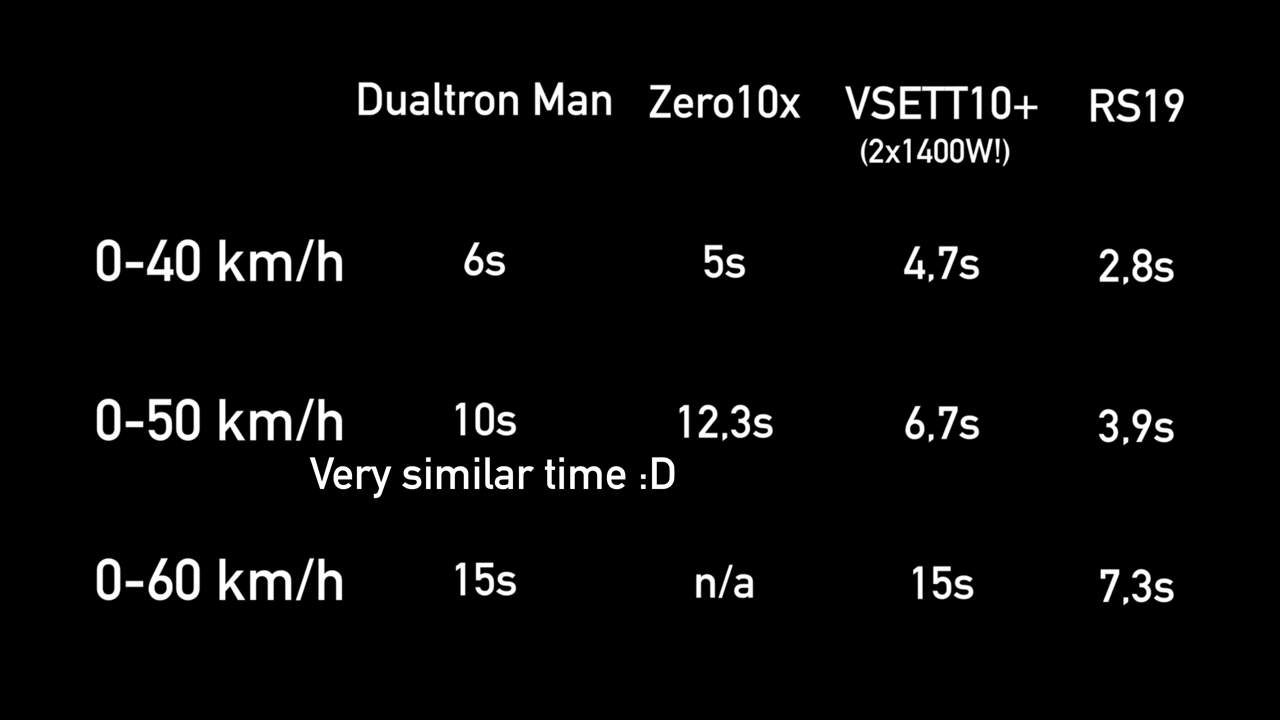 Dualtron Man Zero10x VSETT10+ RS19
(2x1400W!)
0-40 km/h 6s 5s 4,7s 2,8s
0-50 km/h 10s 12,3s 6,7s 3,9s
Very similar time :D
0-60 km/h 15s n/a 15s 7,3s